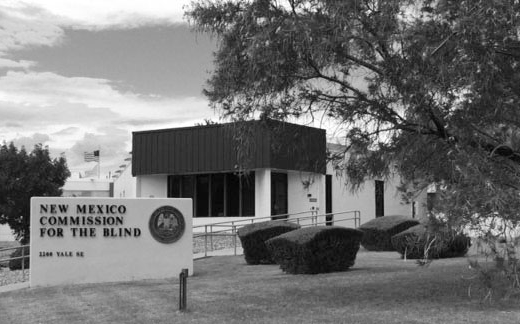 NEW MEXICO
COMMISSION
FOR THE BLIND
2200 YALE SE